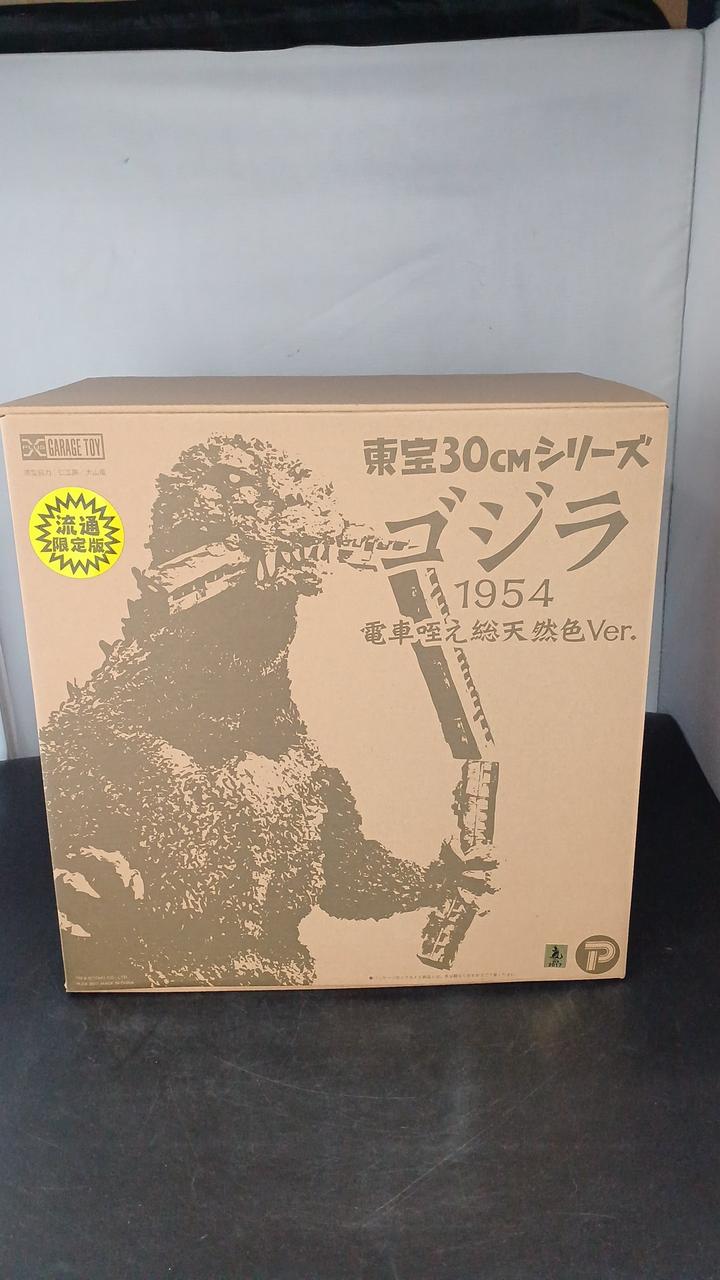 GARAGE TOY
流通
限定版
東宝30CMシリーズ
ゴジラ
1954
電車咥え総天然色Ver.